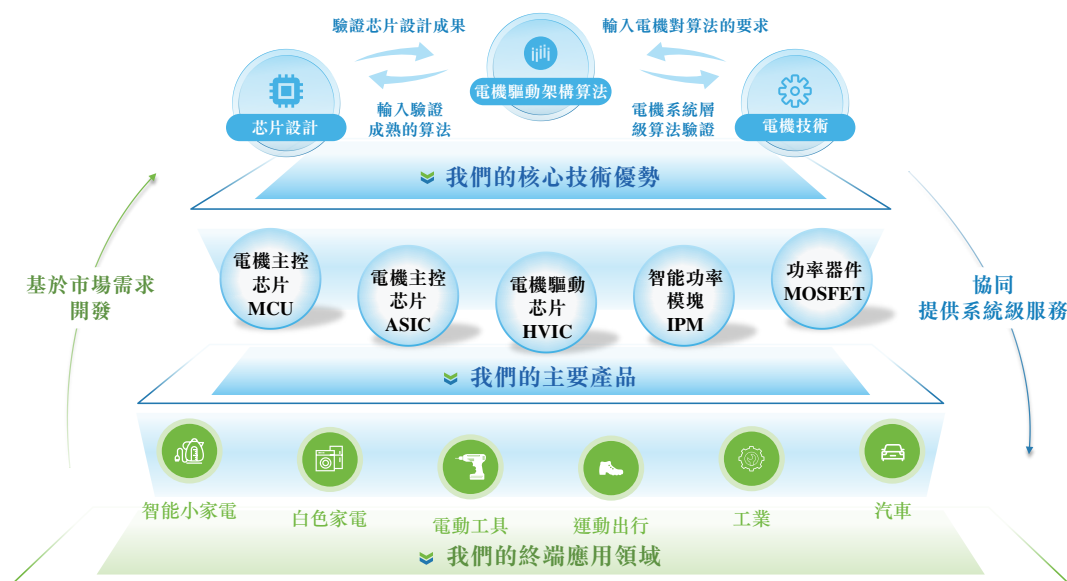 驗證芯片設計成果
輸入電機對算法的要求
電機驅動架構算法
芯片設計
輸入驗證
成熟的算法
電機系統層
級算法驗證
電機技術
我們的核心技術優勢
基於市場需求
開發
電機主控
芯片
MCU
電機主控
芯片
ASIC
電機驅動
芯片
HVIC
智能功率
模塊
IPM
功率器件
MOSFET
協同
提供系統級服務
我們的主要產品
智能小家電
白色家電
電動工具
運動出行
工業
汽車
我們的終端應用領域